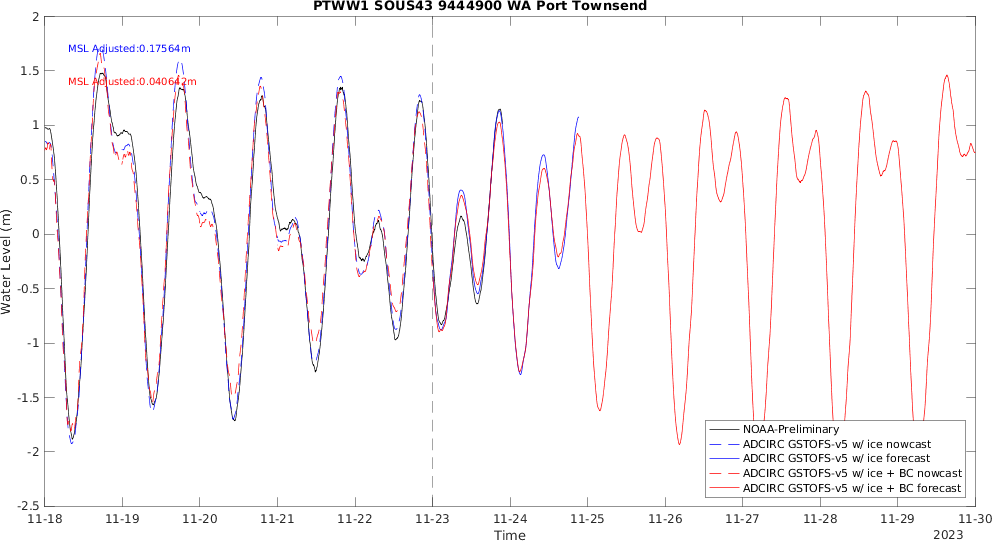 PTWW1 SOUS43 9444900 WA Port Townsend
MSL Adjusted:0.17564m
MSL Adjusted:0.040642m
Water Level (m)
2
1.5
1
0.5
0
-0.5
-1
-1.5
-2
-2.5
NOAA-Preliminary
ADCIRC GSTOFS-v5 w/ ice nowcast
ADCIRC GSTOFS-v5 w/ ice forecast
ADCIRC GSTOFS-v5 w/ ice + BC nowcast
ADCIRC GSTOFS-v5 w/ ice + BC forecast
11-18 11-19 11-20 11-21 11-22 11-23 11-24 11-25 11-26 11-27 11-28 11-29 11-30
Time
2023